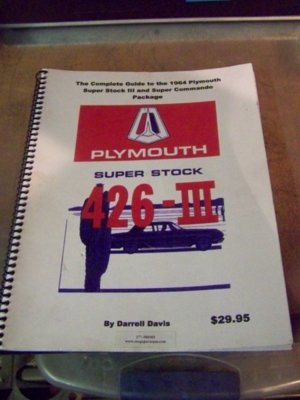 The Complete Guide to the 1964 Plymouth
Super Stock III and Super Commando
Package
PLYMOUTH
SUPER STOCK
426-III
By Darrell Davis
$29.95